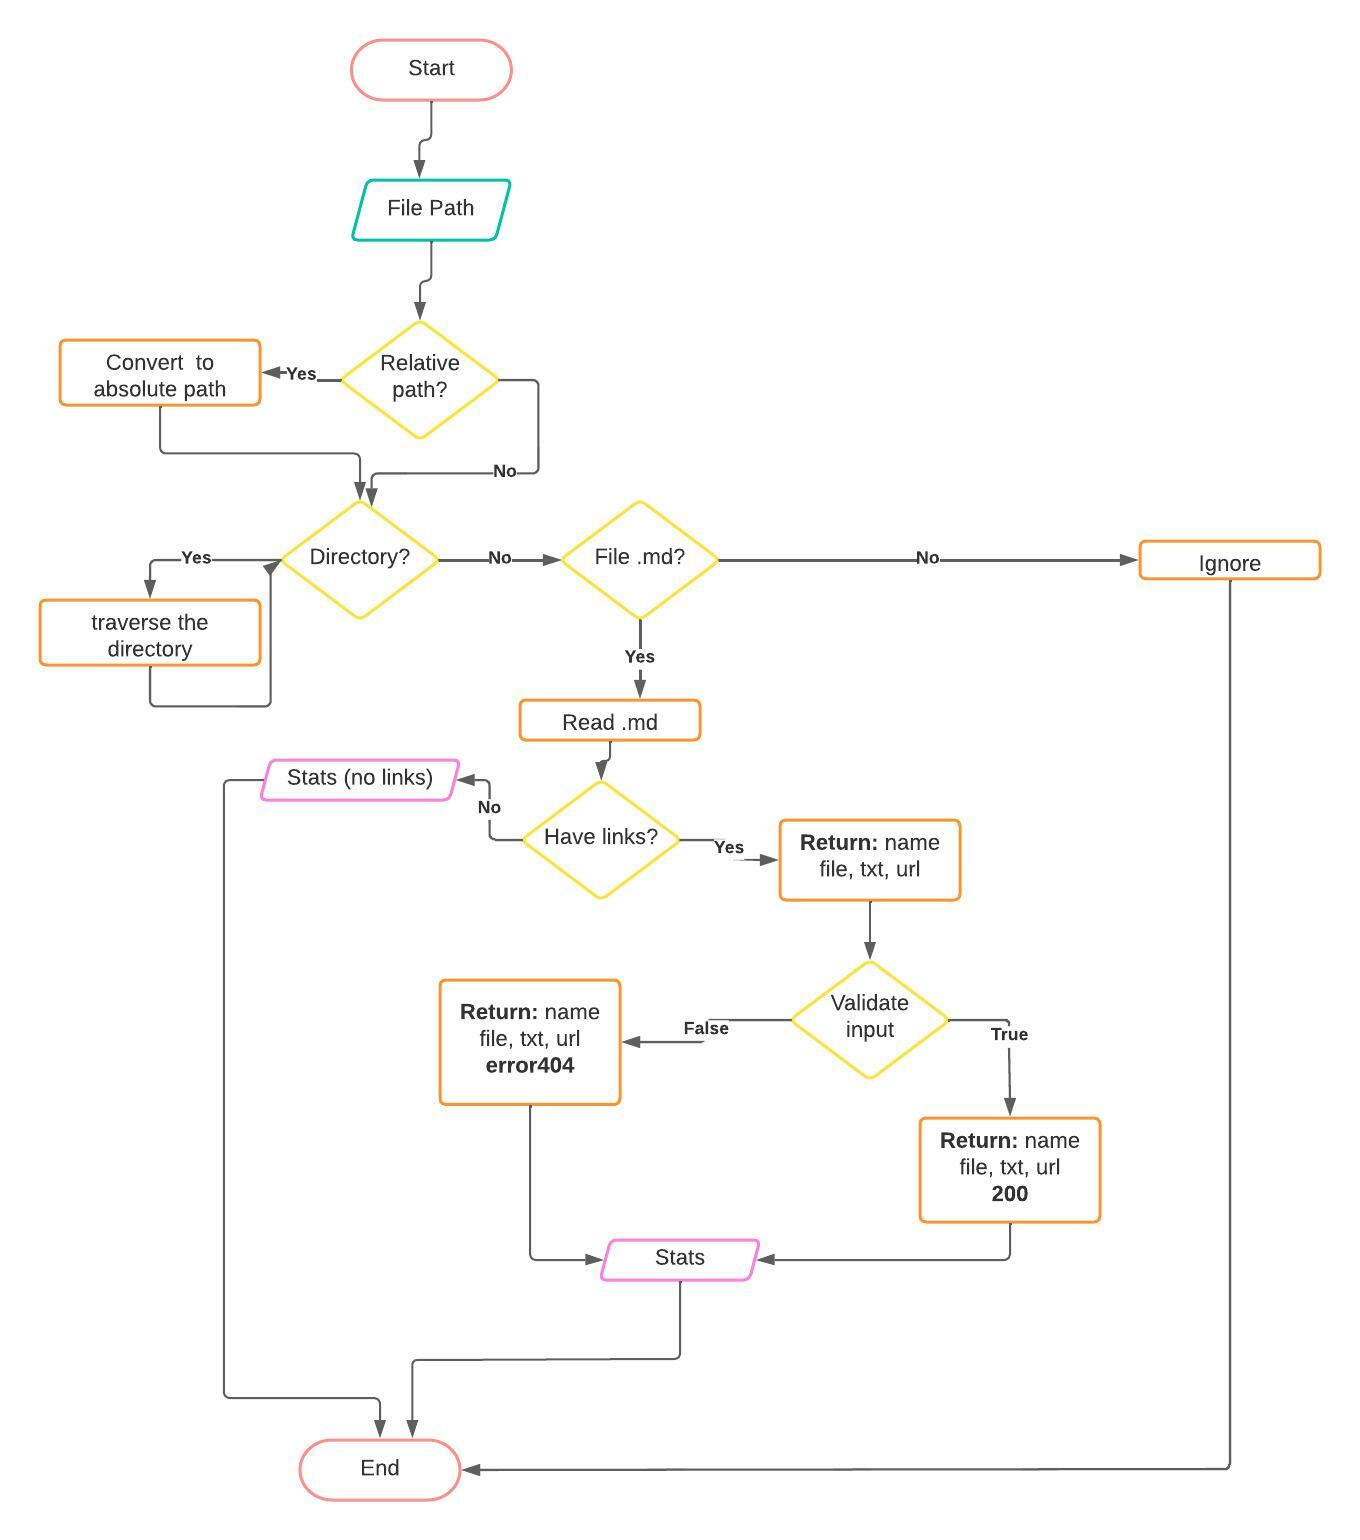 Start
File Path
Relative
path?
Yes
Convert to
absolute path
No
Directory?
Yes
No
File .md?
No
Ignore
traverse the
directory
Yes
Read .md
Stats (no links)
No
Have links?
Yes
Return: name
file, txt, url
Validate
input
False
True
Return: name
file, txt, url
error404
Return: name
file, txt, url
200
Stats
End